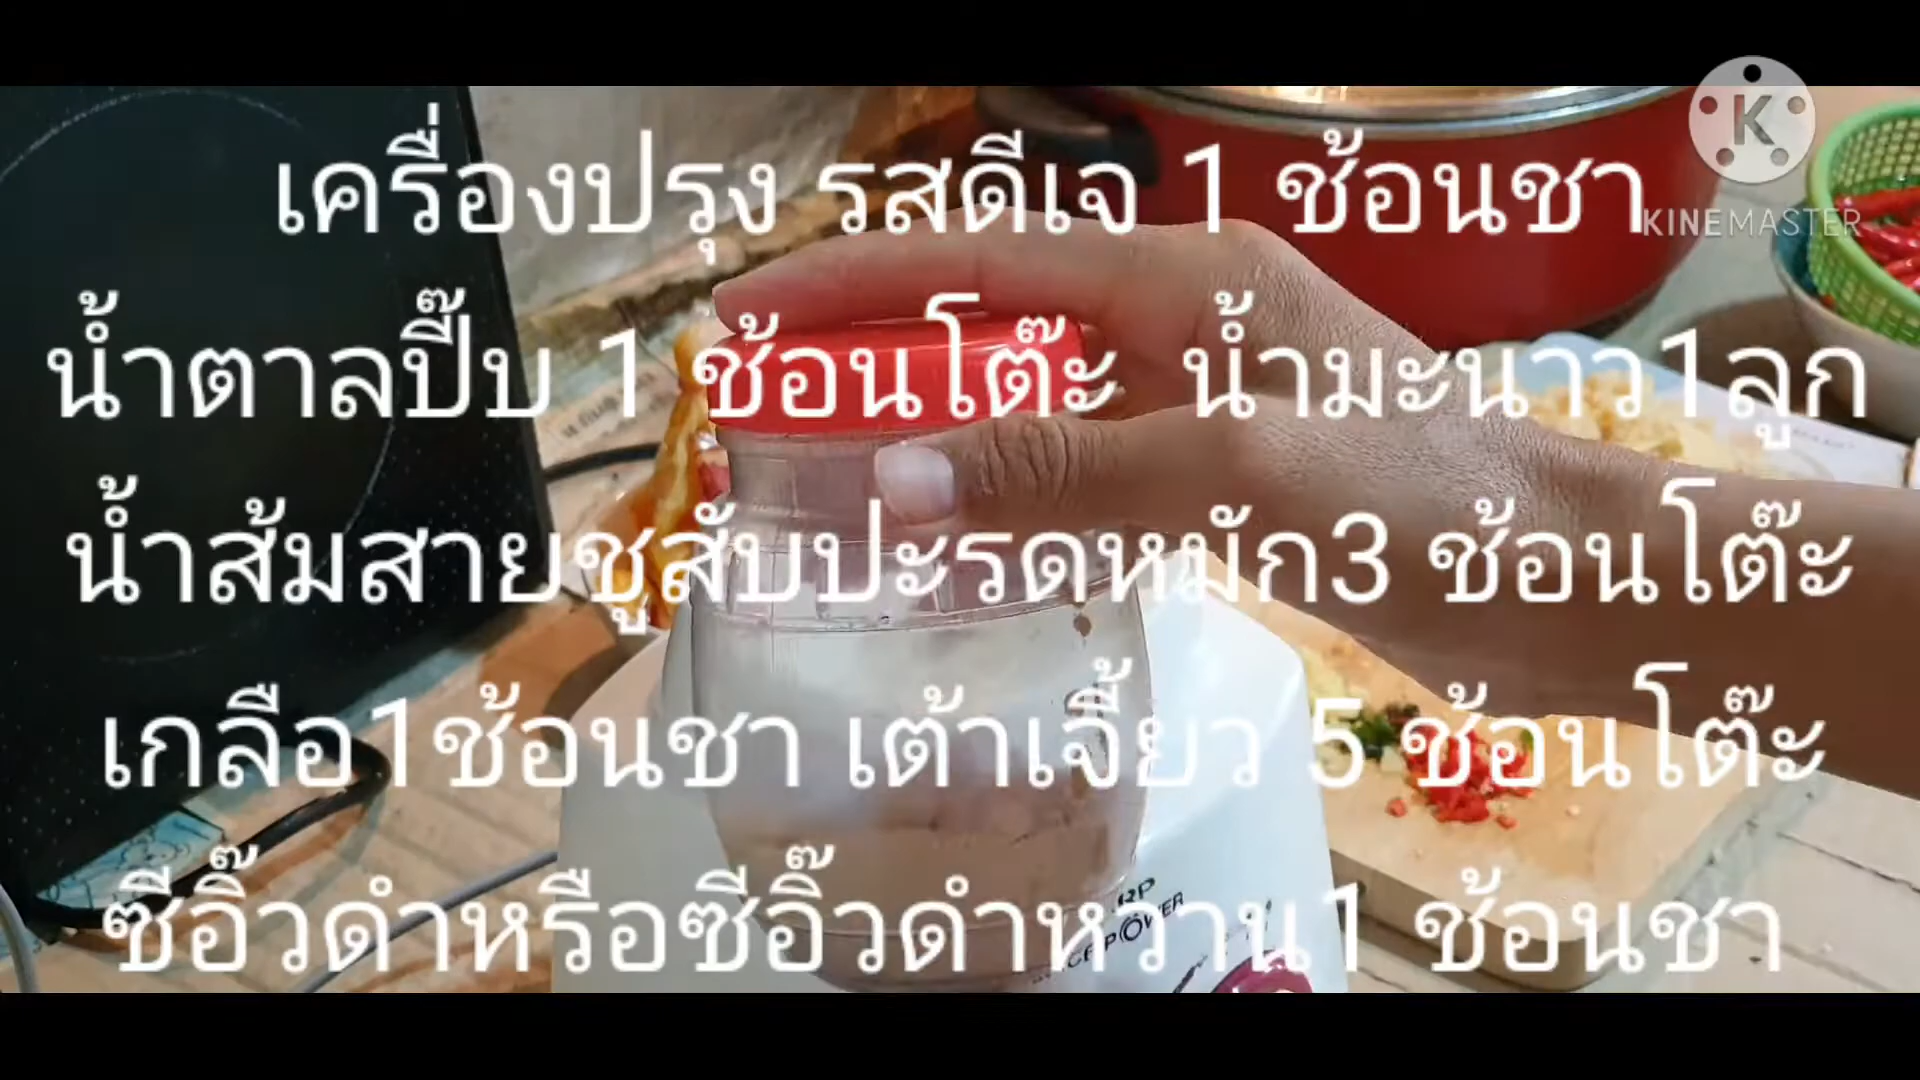 เครื่องปรุง รสดีเจ 1 ช้อนชา
น้ำตาลปี๊บ 1 ช้อนโต๊ะ น้ำมะนาว1ลูก
น้ำส้มสายชูสับปะรดหมัก3 ช้อนโต๊ะ
เกลือ1ช้อนชา เต้าเจี้ยว 5 ช้อนโต๊ะ
ซีอิ๊วดำหรือซีอิ๊วดำหวาน1 ช้อนชา
K
KINEMASTER
POWER